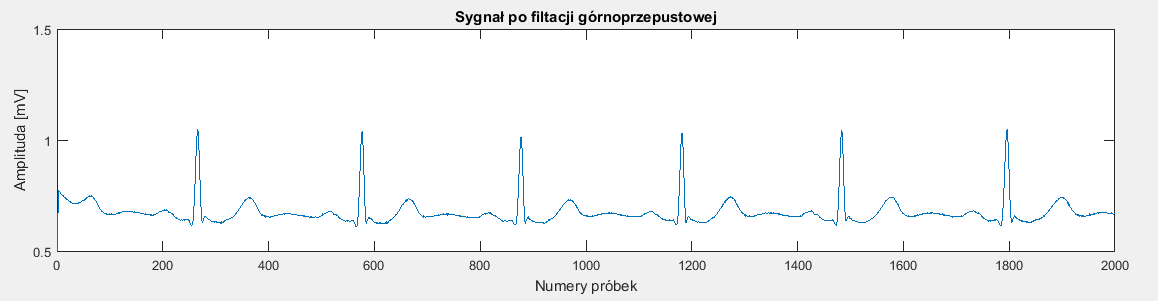 Sygnał po filtacji górnoprzepustowej
1.5
1
0.5
Amplituda [mV]
0 200 400 600 800 1000 1200 1400 1600 1800 2000
Numery próbek